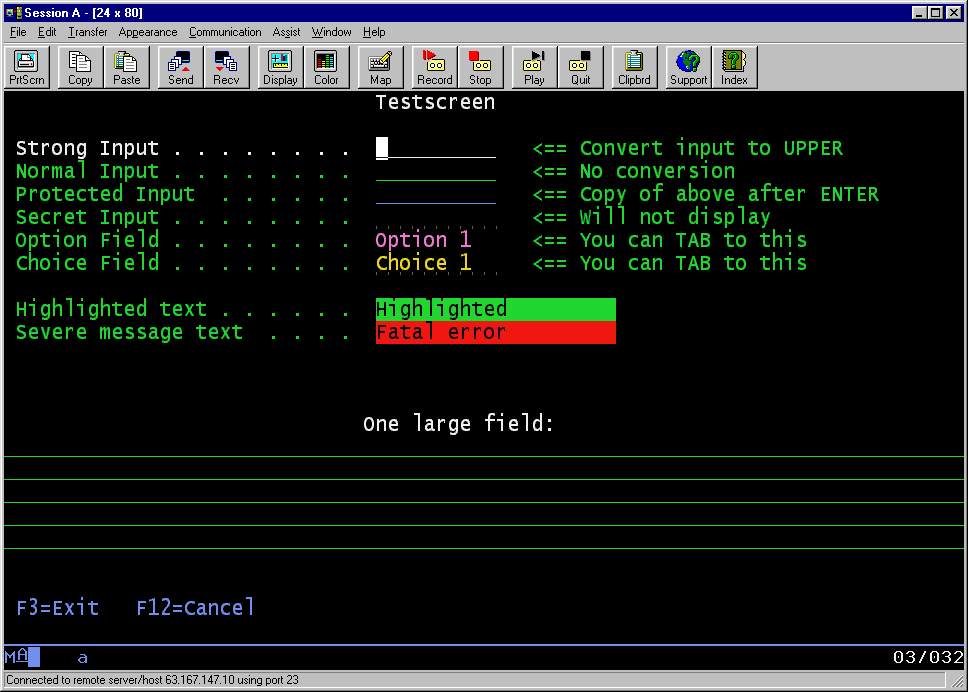 Session A - [24 x 80]
File Edit Transfer Appearance Communication Assist Window Help
PrtScrn Copy Paste Send Recv Display Color Map Record Stop Play Quit Clipbrd Support Index
Testscreen
Strong Input . . . . . . . . <== Convert input to UPPER
Normal Input . . . . . . . . <== No conversion
Protected Input . . . . . . <== Copy of above after ENTER
Secret Input . . . . . . . . <== Will not display
Option Field . . . . . . . . Option 1 <== You can TAB to this
Choice Field . . . . . . . . Choice 1 <== You can TAB to this
Highlighted text . . . . . . Highlighted
Severe message text . . . . Fatal error
One large field:
F3=Exit F12=Cancel
MA a 03/032
Connected to remote server/host 63.167.147.10 using port 23